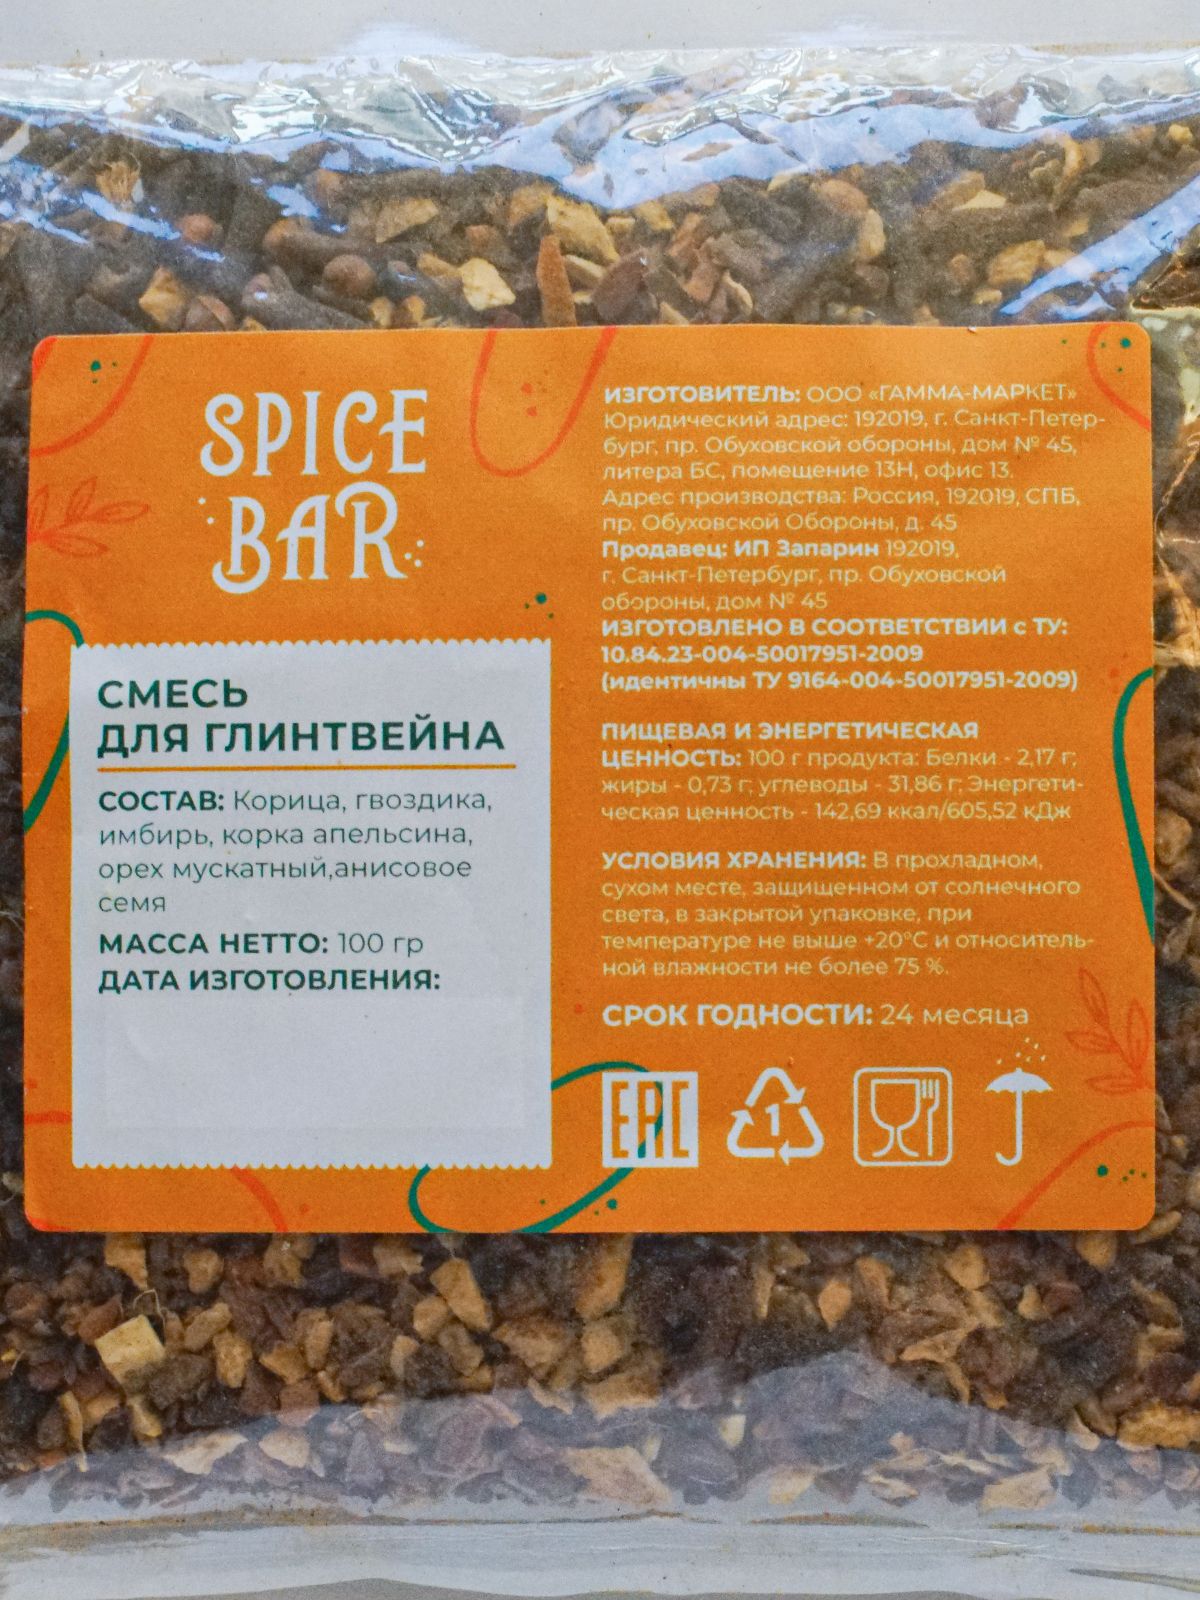 SPICE
BAR
СМЕСЬ
ДЛЯ ГЛИНТВЕЙНА
СОСТАВ: Корица, гвоздика,
имбирь, корка апельсина,
орех мускатный,анисовое
семя
МАССА НЕТТО: 100 гр
ДАТА ИЗГОТОВЛЕНИЯ:
ИЗГОТОВИТЕЛЬ: ООО «ГАММА-МАРКЕТ»
Юридический адрес: 192019, г. Санкт-Петер-
бург, пр. Обуховской обороны, дом № 45,
литера БС, помещение 13Н, офис 13.
Адрес производства: Россия, 192019, СПБ,
пр. Обуховской Обороны, д. 45
Продавец: ИП Запарин 192019,
г. Санкт-Петербург, пр. Обуховской
обороны, дом № 45
ИЗГОТОВЛЕНО В СООТВЕТСТВИИ с ТУ:
10.84.23-004-50017951-2009
(идентичны ТУ 9164-004-50017951-2009)
ПИЩЕВАЯ И ЭНЕРГЕТИЧЕСКАЯ
ЦЕННОСТЬ: 100 г продукта: Белки - 2,17 г;
жиры - 0,73 г; углеводы - 31,86 г; Энергети-
ческая ценность - 142,69 ккал/605,52 кДж
УСЛОВИЯ ХРАНЕНИЯ: В прохладном,
сухом месте, защищенном от солнечного
света, в закрытой упаковке, при
температуре не выше +20°С и относитель-
ной влажности не более 75 %.
СРОК ГОДНОСТИ: 24 месяца
EAC
1